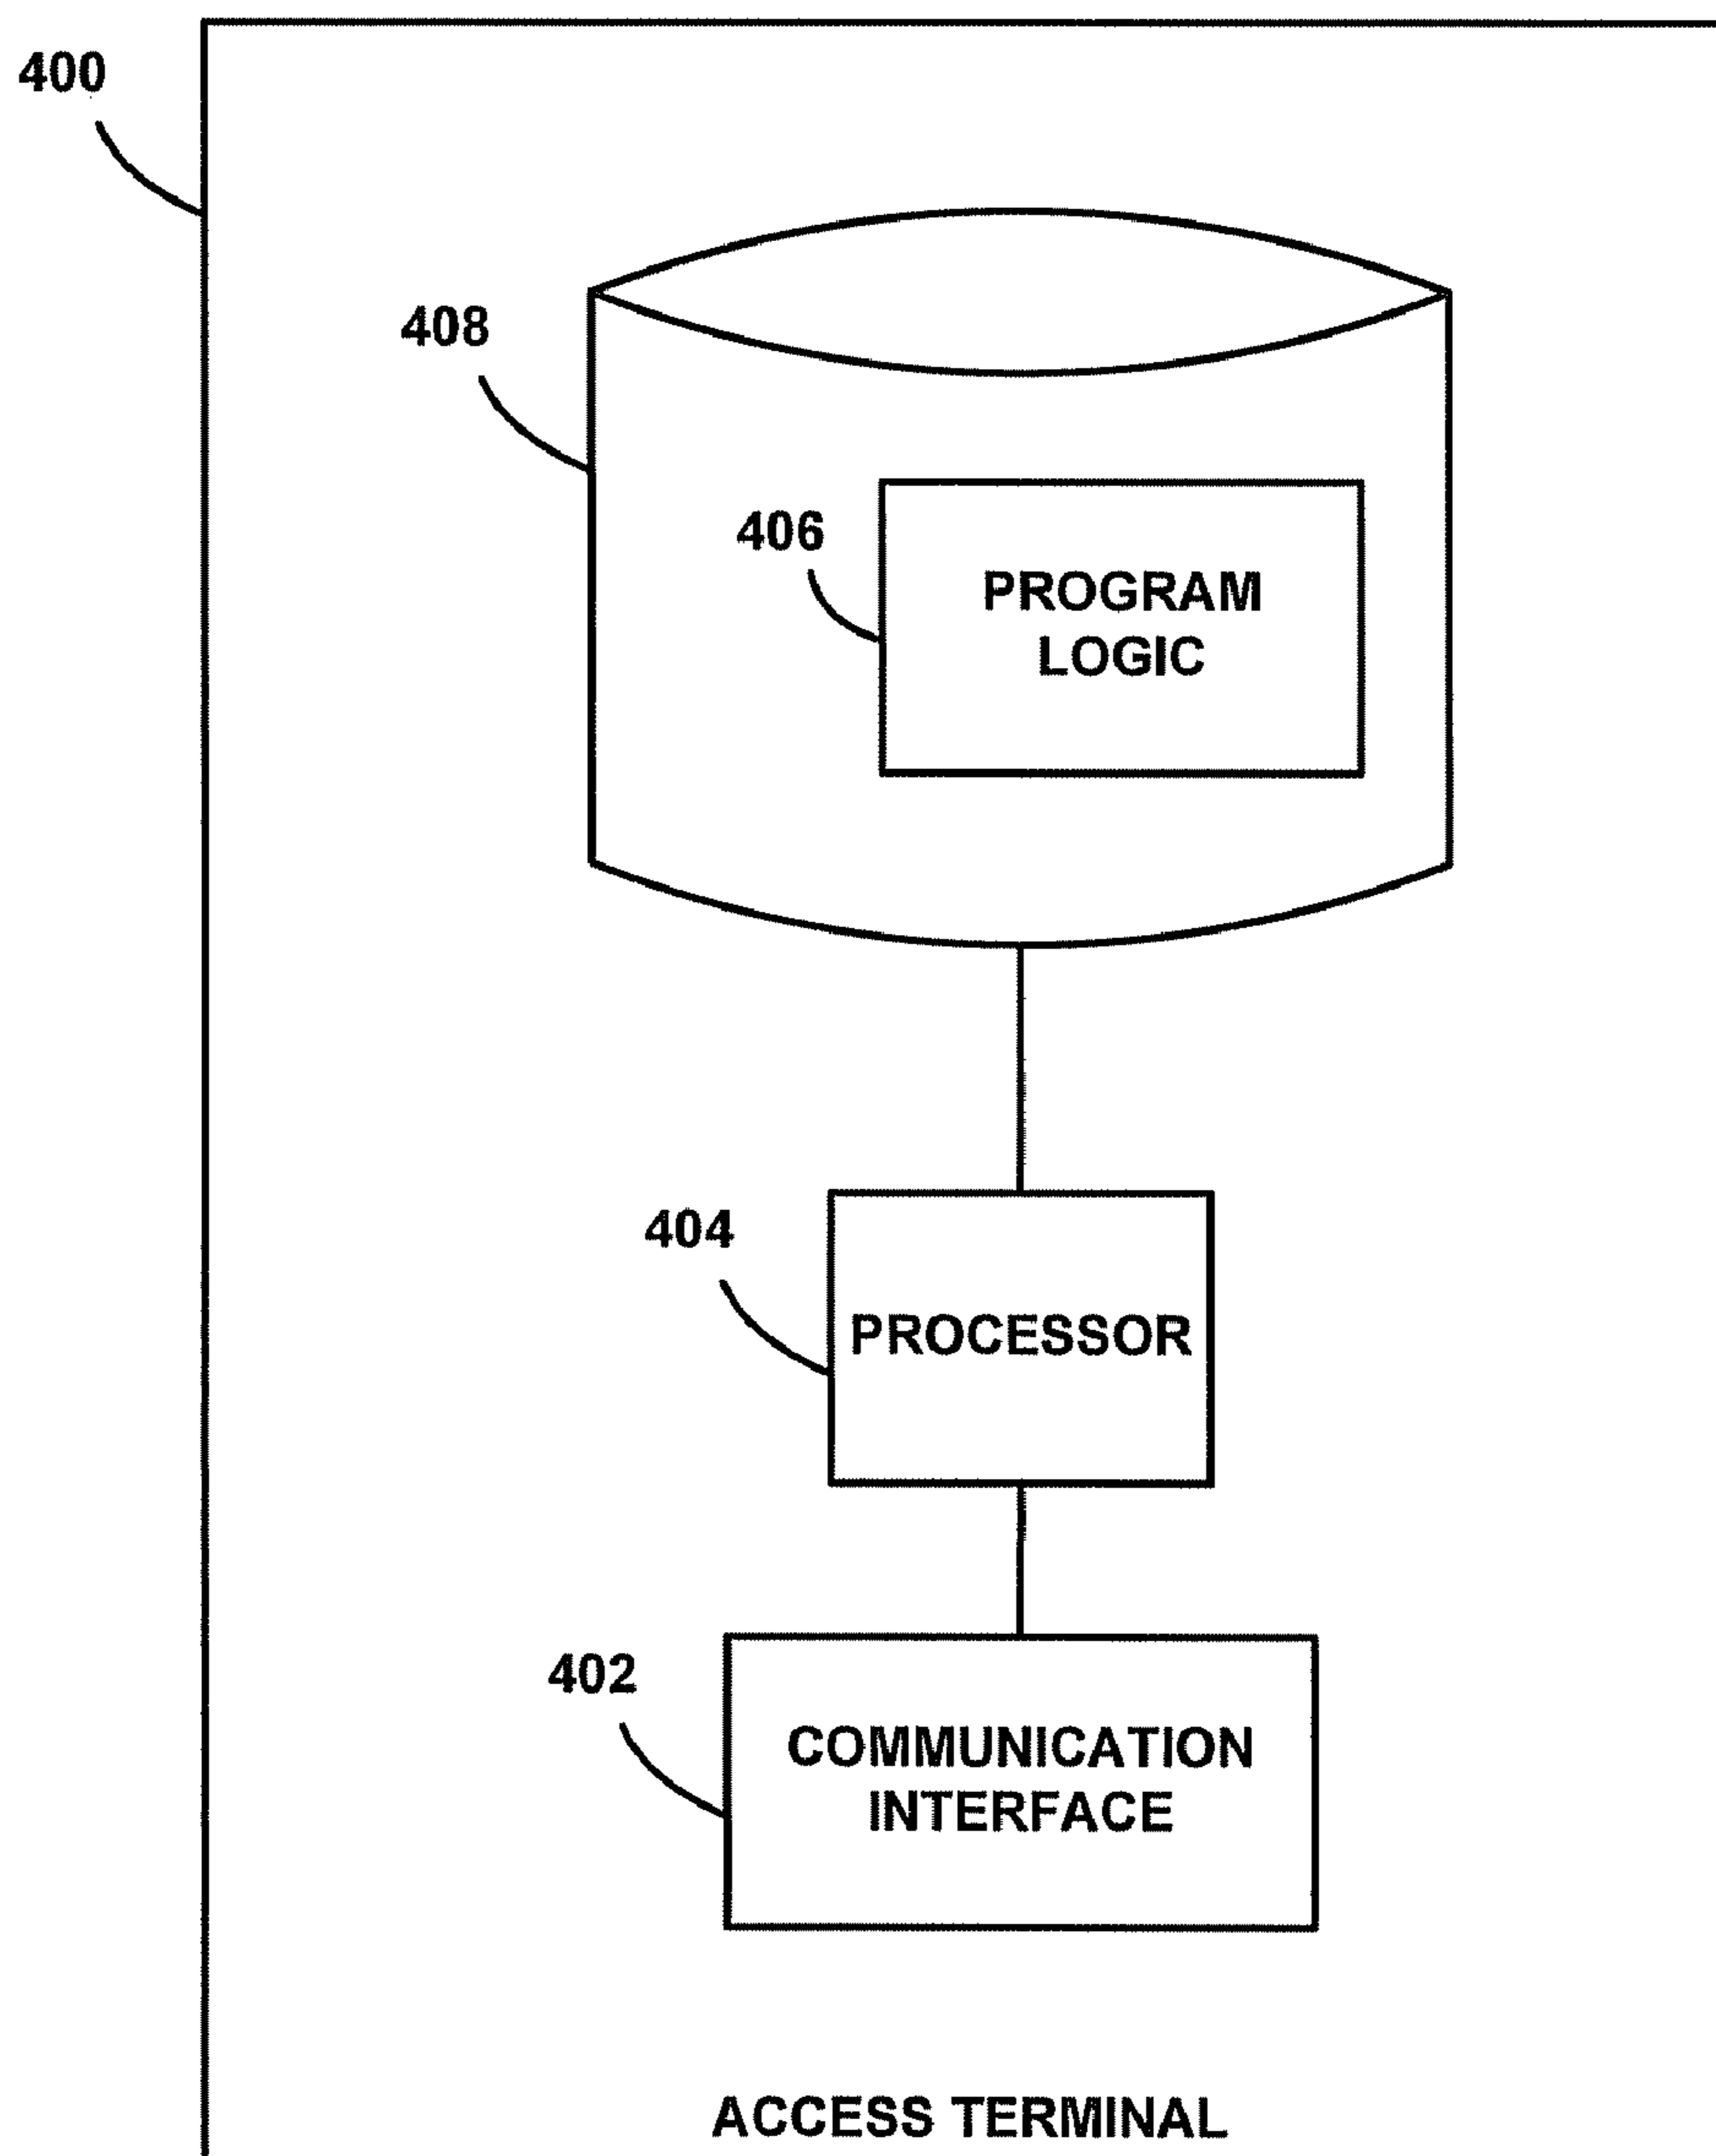 400
408
406
PROGRAM
LOGIC
404
PROCESSOR
402
COMMUNICATION
INTERFACE
ACCESS TERMINAL